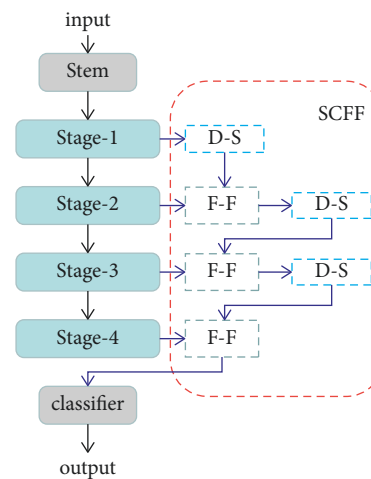 input
Stem
SCFF
Stage-1
D-S
Stage-2
F-F
D-S
Stage-3
F-F
D-S
Stage-4
F-F
classifier
output